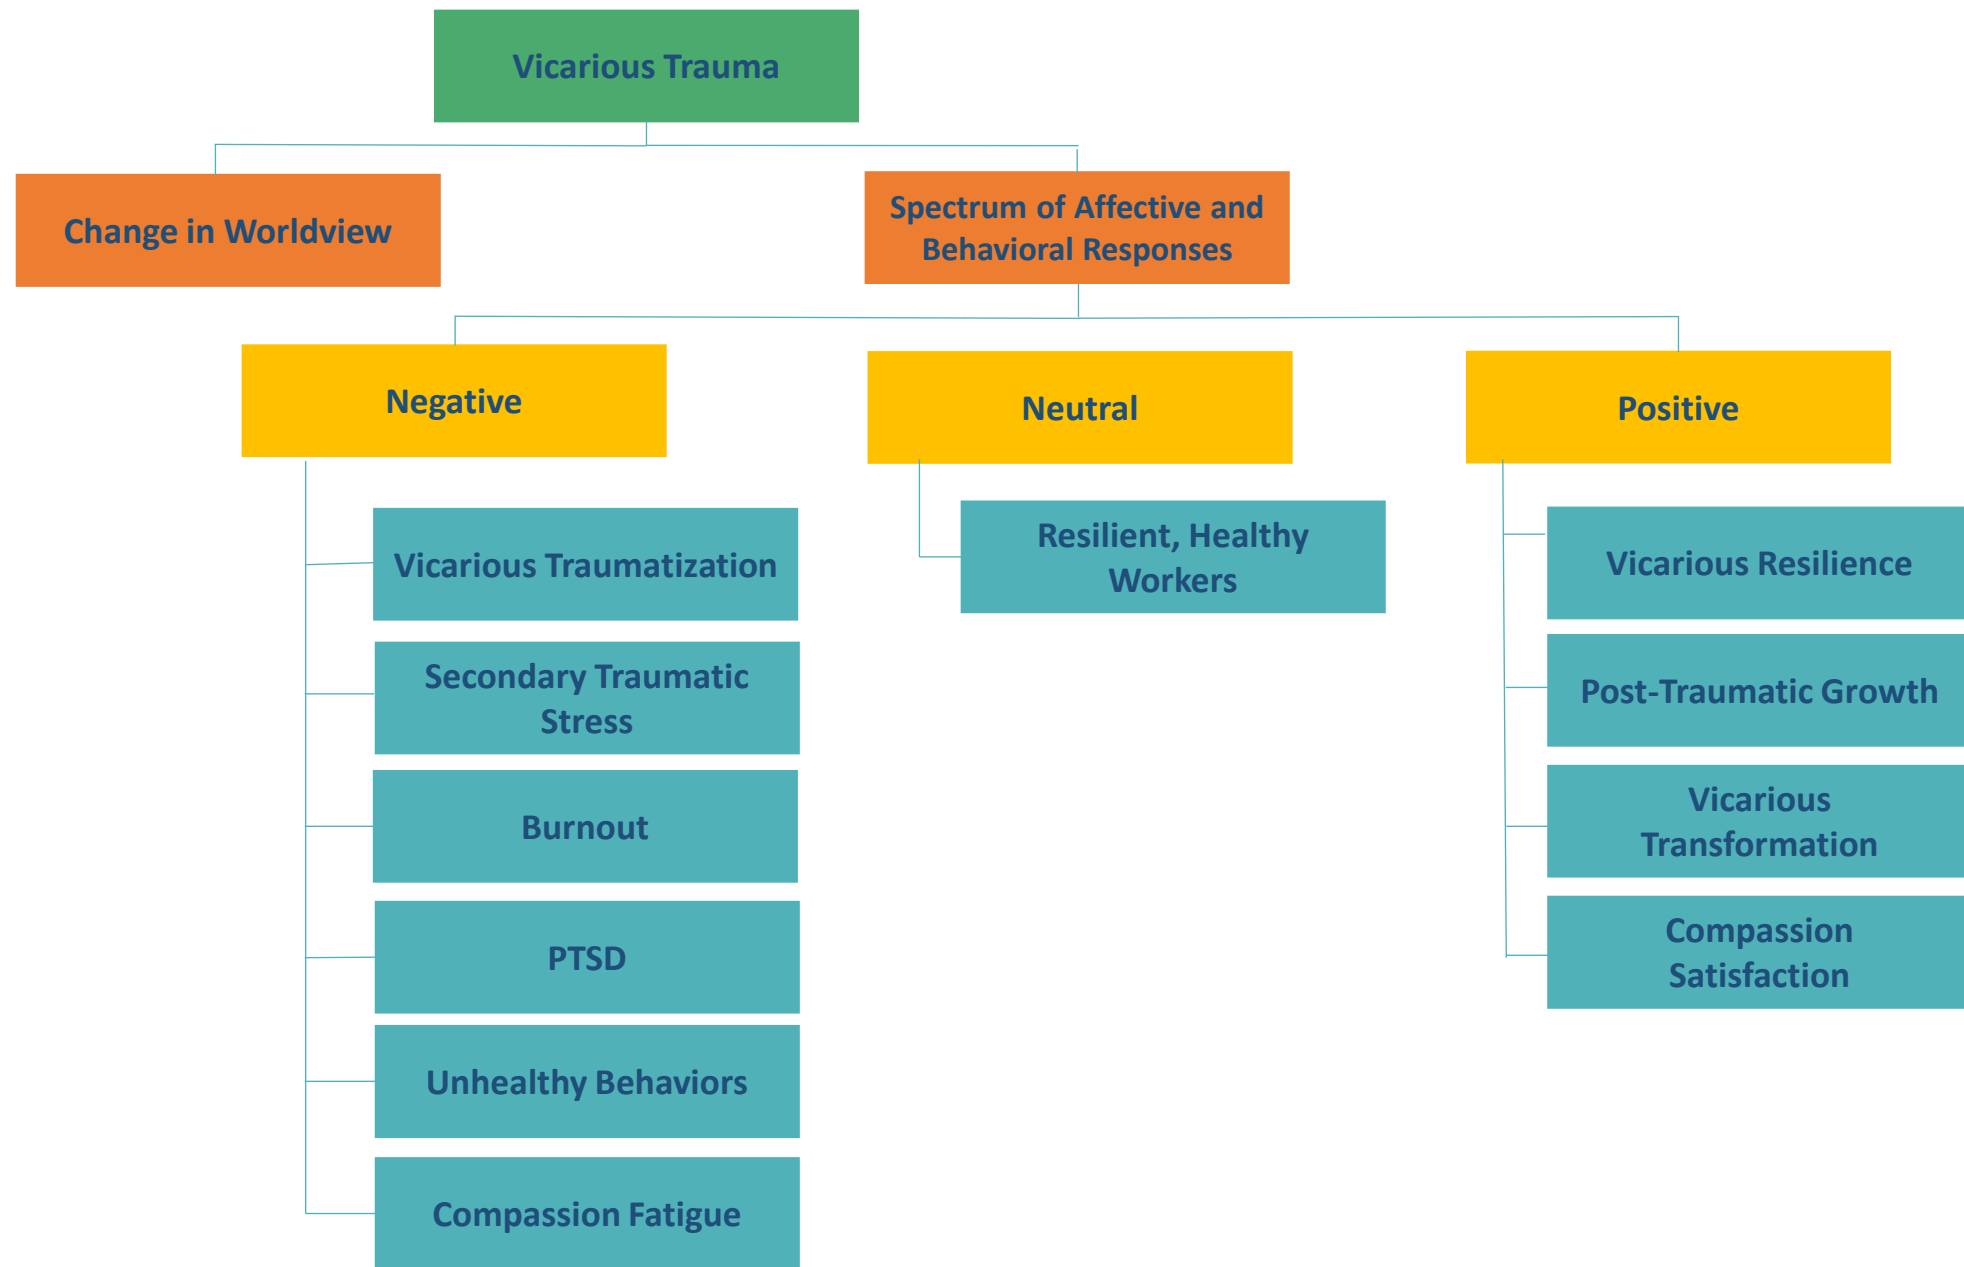 Vicarious Trauma
Change in Worldview
Spectrum of Affective and
Behavioral Responses
Negative
Neutral
Positive
Vicarious Traumatization
Secondary Traumatic
Stress
Burnout
PTSD
Unhealthy Behaviors
Compassion Fatigue
Resilient, Healthy
Workers
Vicarious Resilience
Post-Traumatic Growth
Vicarious
Transformation
Compassion
Satisfaction